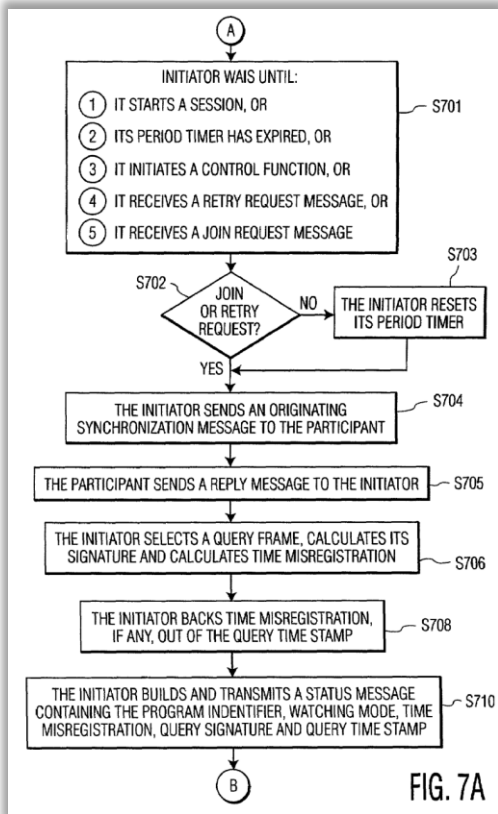 A
INITIATOR WAIS UNTIL:
1 IT STARTS A SESSION, OR
2 ITS PERIOD TIMER HAS EXPIRED, OR
3 IT INITIATES A CONTROL FUNCTION, OR
4 IT RECEIVES A RETRY REQUEST MESSAGE, OR
5 IT RECEIVES A JOIN REQUEST MESSAGE
S701
S702
JOIN
OR RETRY
REQUEST?
NO
S703
THE INITIATOR RESETS
ITS PERIOD TIMER
YES
THE INITIATOR SENDS AN ORIGINATING
SYNCHRONIZATION MESSAGE TO THE PARTICIPANT
S704
THE PARTICIPANT SENDS A REPLY MESSAGE TO THE INITIATOR
S705
THE INITIATOR SELECTS A QUERY FRAME, CALCULATES ITS
SIGNATURE AND CALCULATES TIME MISREGISTRATION
S706
THE INITIATOR BACKS TIME MISREGISTRATION,
IF ANY, OUT OF THE QUERY TIME STAMP
S708
THE INITIATOR BUILDS AND TRANSMITS A STATUS MESSAGE
CONTAINING THE PROGRAM INDENTIFIER, WATCHING MODE, TIME
MISREGISTRATION, QUERY SIGNATURE AND QUERY TIME STAMP
S710
B
FIG. 7A